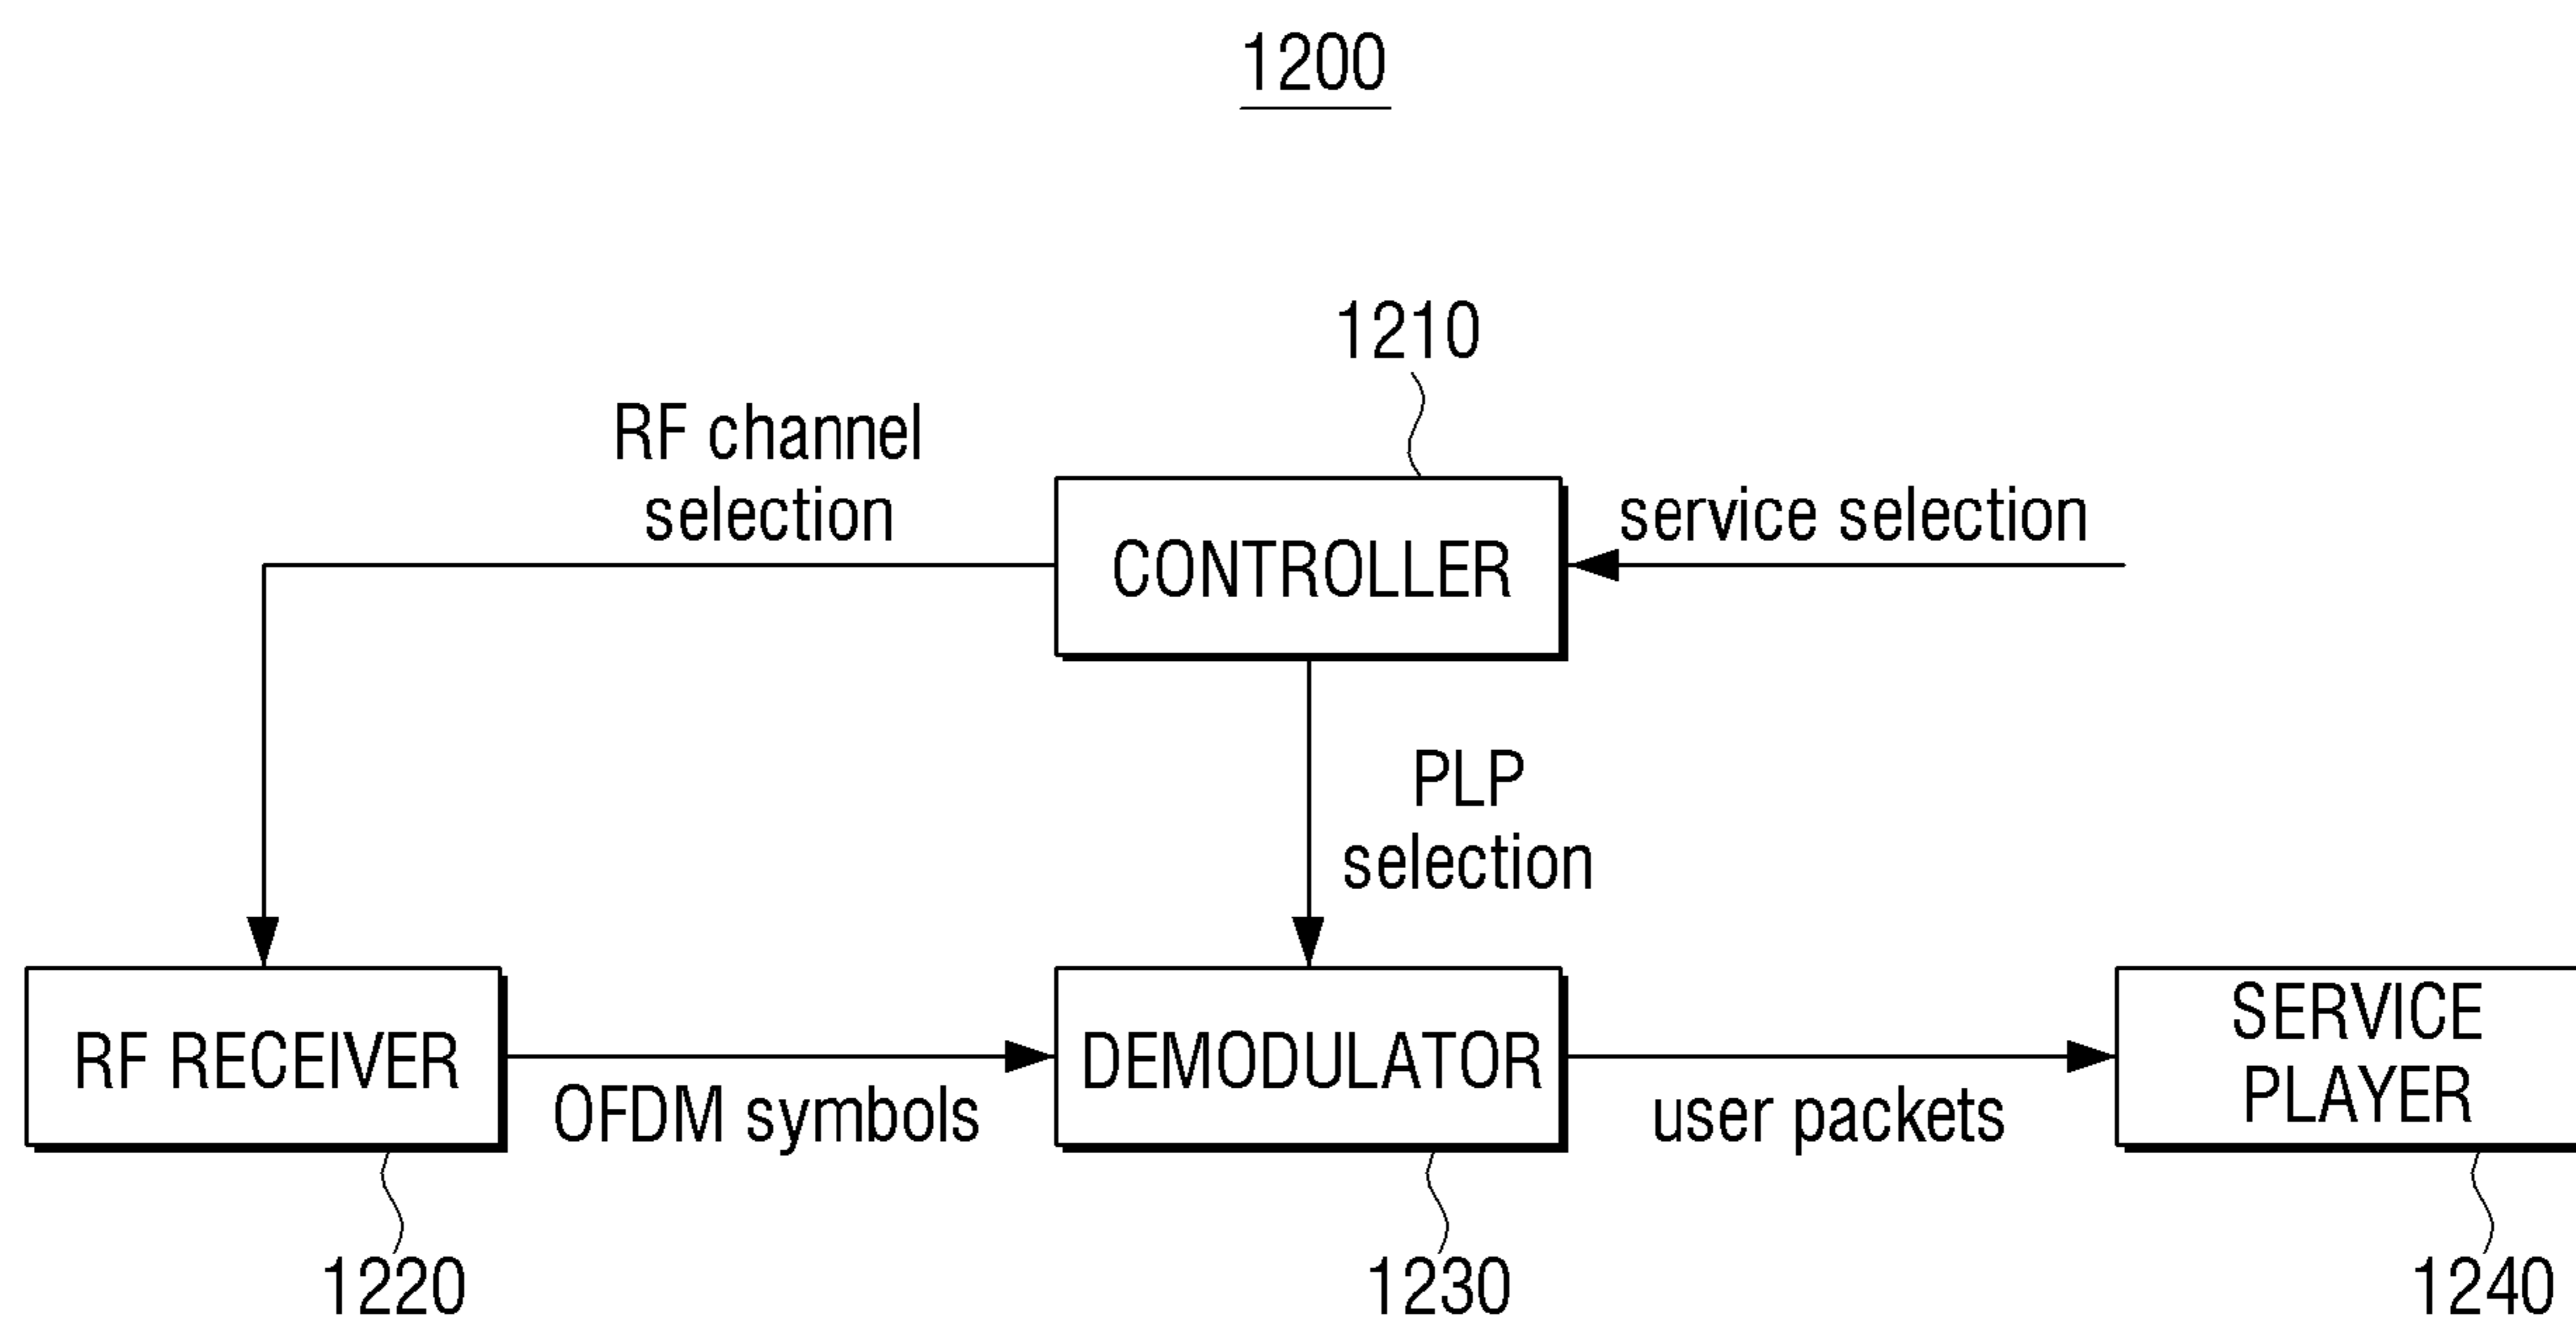 1200
1210
RF channel
selection
CONTROLLER
service selection
PLP
selection
RF RECEIVER
OFDM symbols
DEMODULATOR
user packets
SERVICE
PLAYER
1220
1230
1240